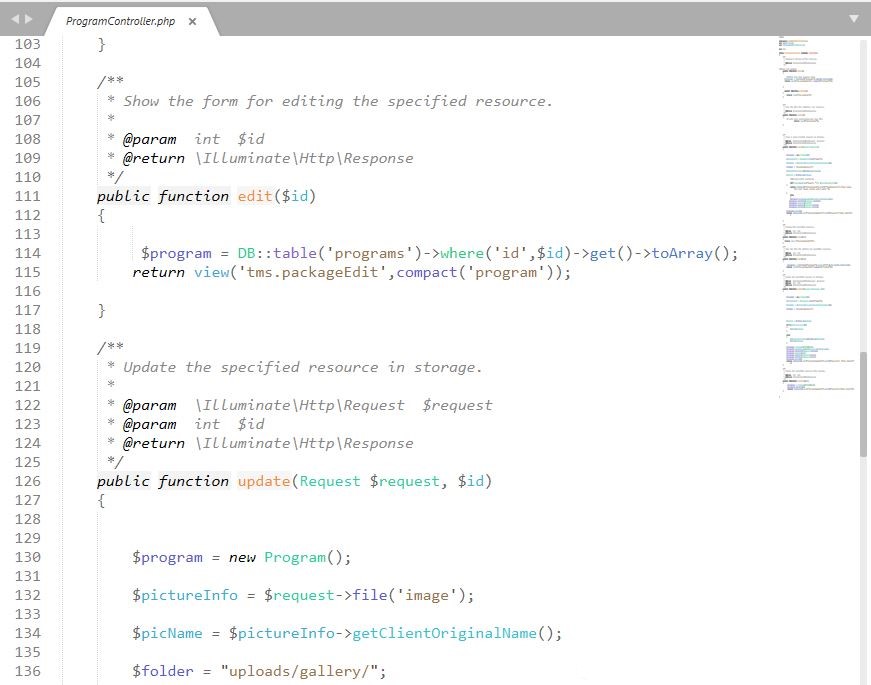 ProgramController.php ×
103 }
104
105 /**
106 * Show the form for editing the specified resource.
107 *
108 * @param int $id
109 * @return \Illuminate\Http\Response
110 */
111 public function edit($id)
112 {
113
114 $program = DB::table('programs')->where('id',$id)->get()->toArray();
115 return view('tms.packageEdit',compact('program'));
116
117 }
118
119 /**
120 * Update the specified resource in storage.
121 *
122 * @param \Illuminate\Http\Request $request
123 * @param int $id
124 * @return \Illuminate\Http\Response
125 */
126 public function update(Request $request, $id)
127 {
128
129
130 $program = new Program();
131
132 $pictureInfo = $request->file('image');
133
134 $picName = $pictureInfo->getClientOriginalName();
135
136 $folder = "uploads/gallery/";